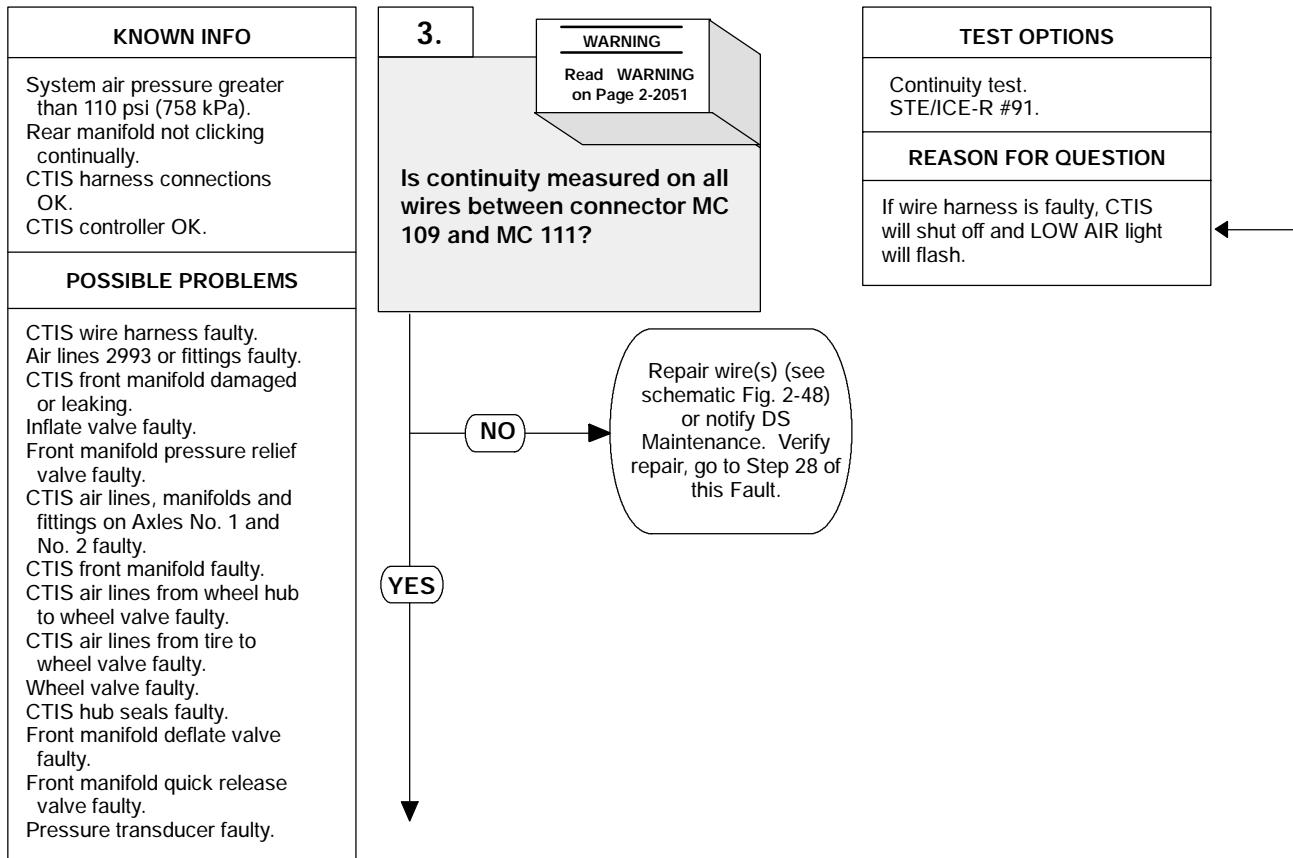 KNOWN INFO
System air pressure greater
than 110 psi (758 kPa).
Rear manifold not clicking
continually.
CTIS harness connections
OK.
CTIS controller OK.
POSSIBLE PROBLEMS
CTIS wire harness faulty.
Air lines 2993 or fittings faulty.
CTIS front manifold damaged
or leaking.
Inflate valve faulty.
Front manifold pressure relief
valve faulty.
CTIS air lines, manifolds and
fittings on Axles No. 1 and
No. 2 faulty.
CTIS front manifold faulty.
CTIS air lines from wheel hub
to wheel valve faulty.
CTIS air lines from tire to
wheel valve faulty.
Wheel valve faulty.
CTIS hub seals faulty.
Front manifold deflate valve
faulty.
Front manifold quick release
valve faulty.
Pressure transducer faulty.
3.
WARNING
Read WARNING
on Page 2-2051
Is continuity measured on all
wires between connector MC
109 and MC 111?
NO
Repair wire(s) (see
schematic Fig. 2-48)
or notify DS
Maintenance. Verify
repair, go to Step 28 of
this Fault.
YES
TEST OPTIONS
Continuity test.
STE/ICE-R #91.
REASON FOR QUESTION
If wire harness is faulty, CTIS
will shut off and LOW AIR light
will flash.